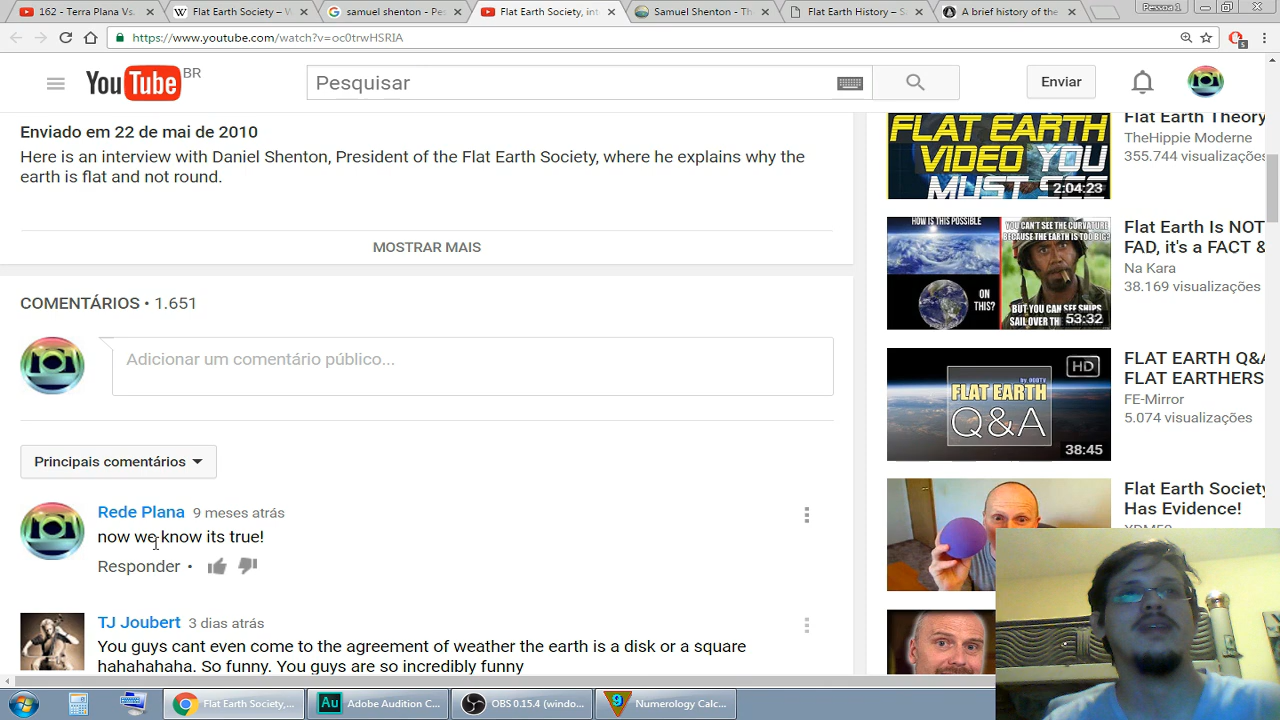 162 - Terra Plana Vs.
Flat Earth Society –
samuel shenton - Pes
Flat Earth Society, int
Samuel Shenton - Th
Flat Earth History – S
A brief history of the
Pessoa 1
https://www.youtube.com/watch?v=oc0trwHSRIA
5
YouTube BR
Pesquisar
Enviar
Enviado em 22 de mai de 2010
Here is an interview with Daniel Shenton, President of the Flat Earth Society, where he explains why the
earth is flat and not round.
MOSTRAR MAIS
COMENTÁRIOS • 1.651
Adicionar um comentário público...
Principais comentários
Rede Plana 9 meses atrás
now we know its true!
Responder •
TJ Joubert 3 dias atrás
You guys cant even come to the agreement of weather the earth is a disk or a square
hahahahaha. So funny. You guys are so incredibly funny
FLAT EARTH
VIDEO YOU
MUST SEE
2:04:23
Flat Earth Theory
TheHippie Moderne
355.744 visualizações
HOW IS THIS POSSIBLE
ON
THIS?
YOU CAN'T SEE THE CURVATURE
BECAUSE THE EARTH IS TOO BIG?
BUT YOU CAN SEE SHIPS
SAIL OVER TH
53:32
Flat Earth Is NOT
FAD, it's a FACT &
Na Kara
38.169 visualizações
HD
FLAT EARTH
Q&A
38:45
FLAT EARTH Q&A
FLAT EARTHERS
FE-Mirror
5.074 visualizações
Flat Earth Society
Has Evidence!
Flat Earth Society,...
Au
Adobe Audition C...
OBS 0.15.4 (windo...
9
Numerology Calc...